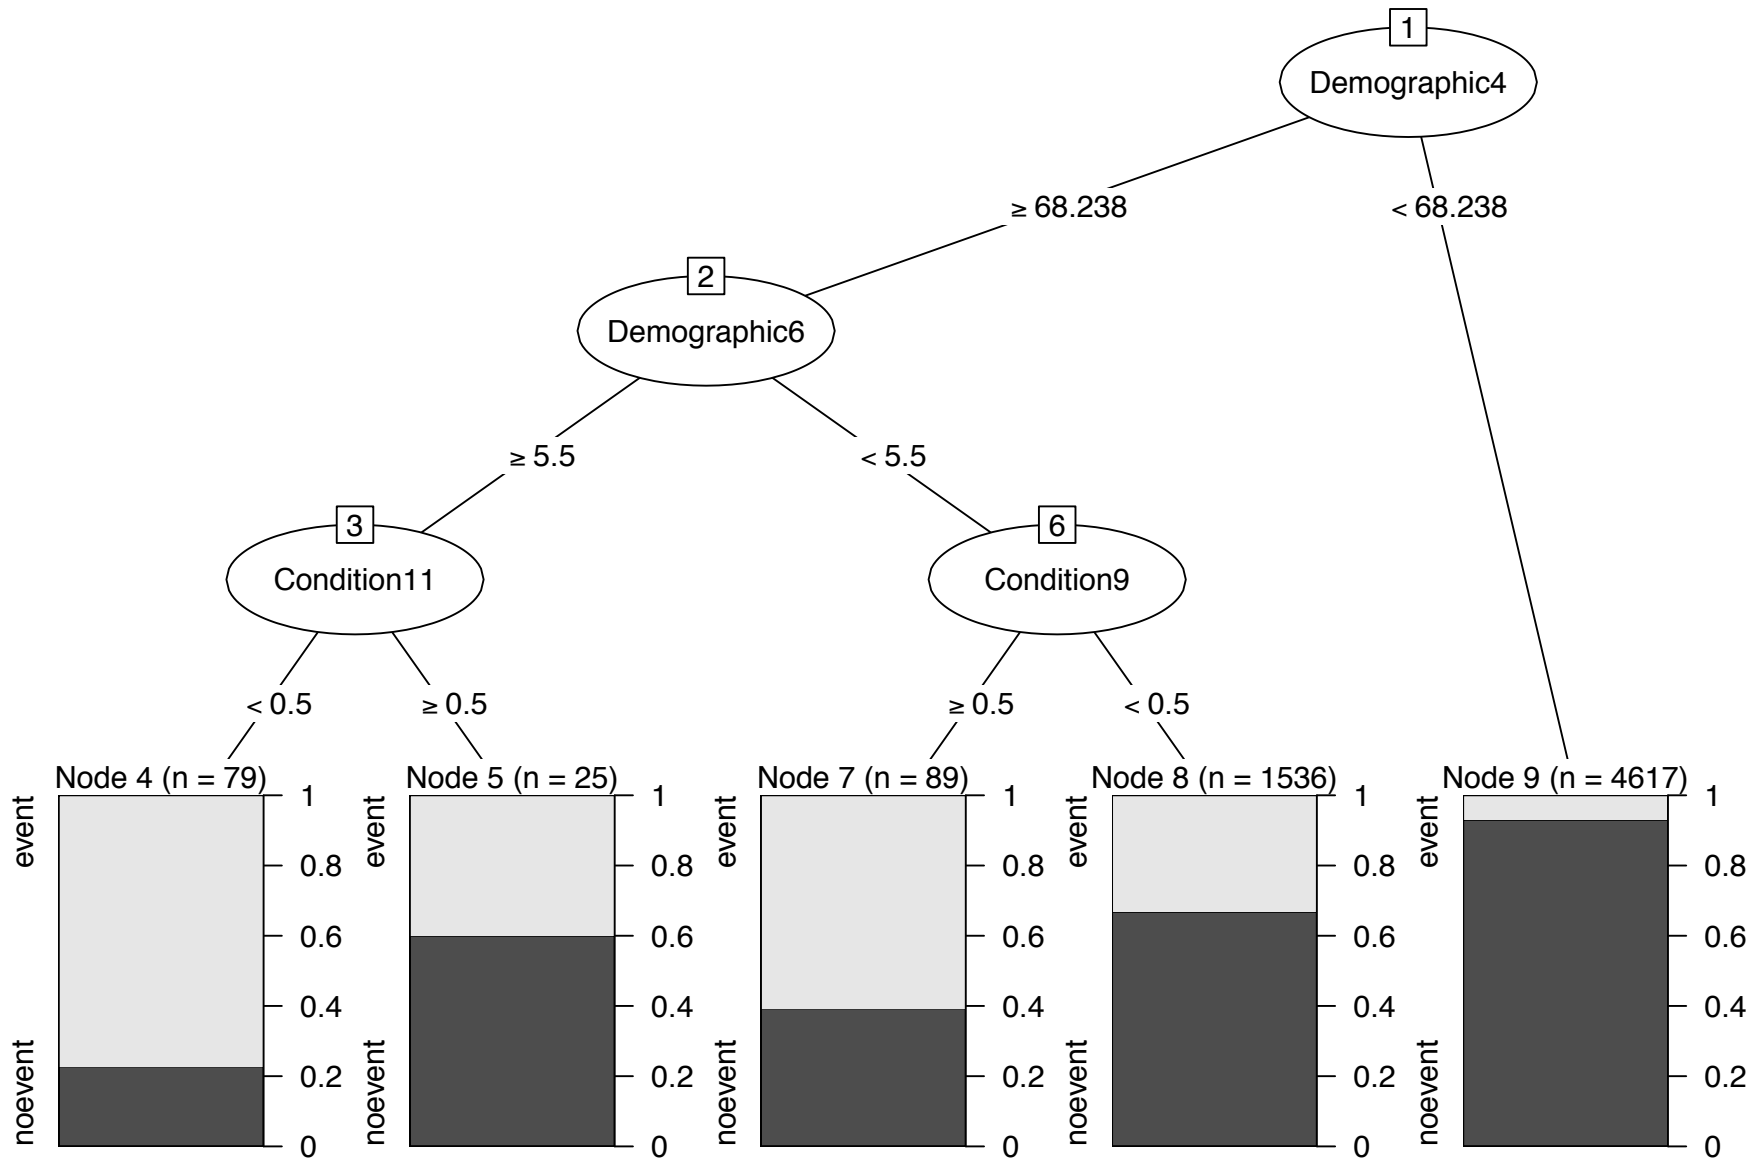 1
Demographic4
≥ 68.238
< 68.238
2
Demographic6
≥ 5.5
< 5.5
3
Condition11
6
Condition9
< 0.5
≥ 0.5
≥ 0.5
< 0.5
Node 4 (n = 79)
event
noevent
1
0.8
0.6
0.4
0.2
0
Node 5 (n = 25)
event
noevent
1
0.8
0.6
0.4
0.2
0
Node 7 (n = 89)
event
noevent
1
0.8
0.6
0.4
0.2
0
Node 8 (n = 1536)
event
noevent
1
0.8
0.6
0.4
0.2
0
Node 9 (n = 4617)
event
noevent
1
0.8
0.6
0.4
0.2
0